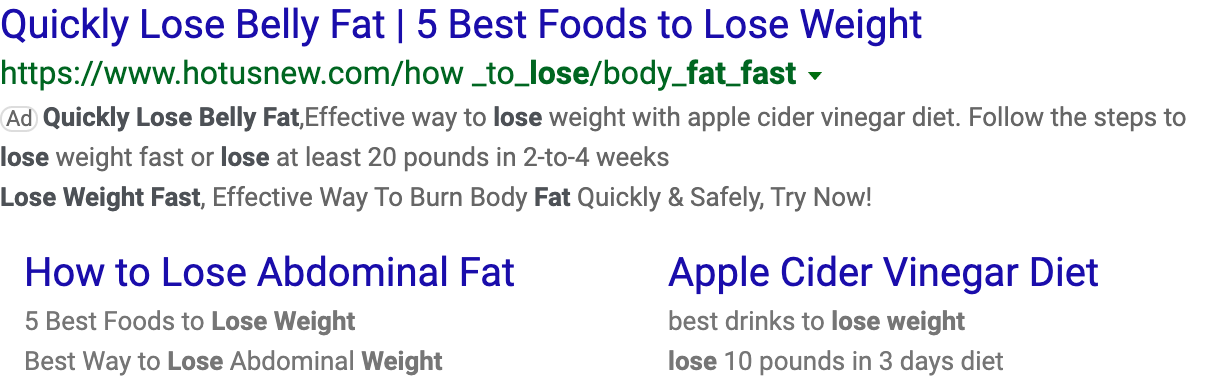 Quickly Lose Belly Fat | 5 Best Foods to Lose Weight
https://www.hotusnew.com/how _to_lose/body_fat_fast
Ad Quickly Lose Belly Fat,Effective way to lose weight with apple cider vinegar diet. Follow the steps to
lose weight fast or lose at least 20 pounds in 2-to-4 weeks
Lose Weight Fast, Effective Way To Burn Body Fat Quickly & Safely, Try Now!
How to Lose Abdominal Fat
5 Best Foods to Lose Weight
Best Way to Lose Abdominal Weight
Apple Cider Vinegar Diet
best drinks to lose weight
lose 10 pounds in 3 days diet